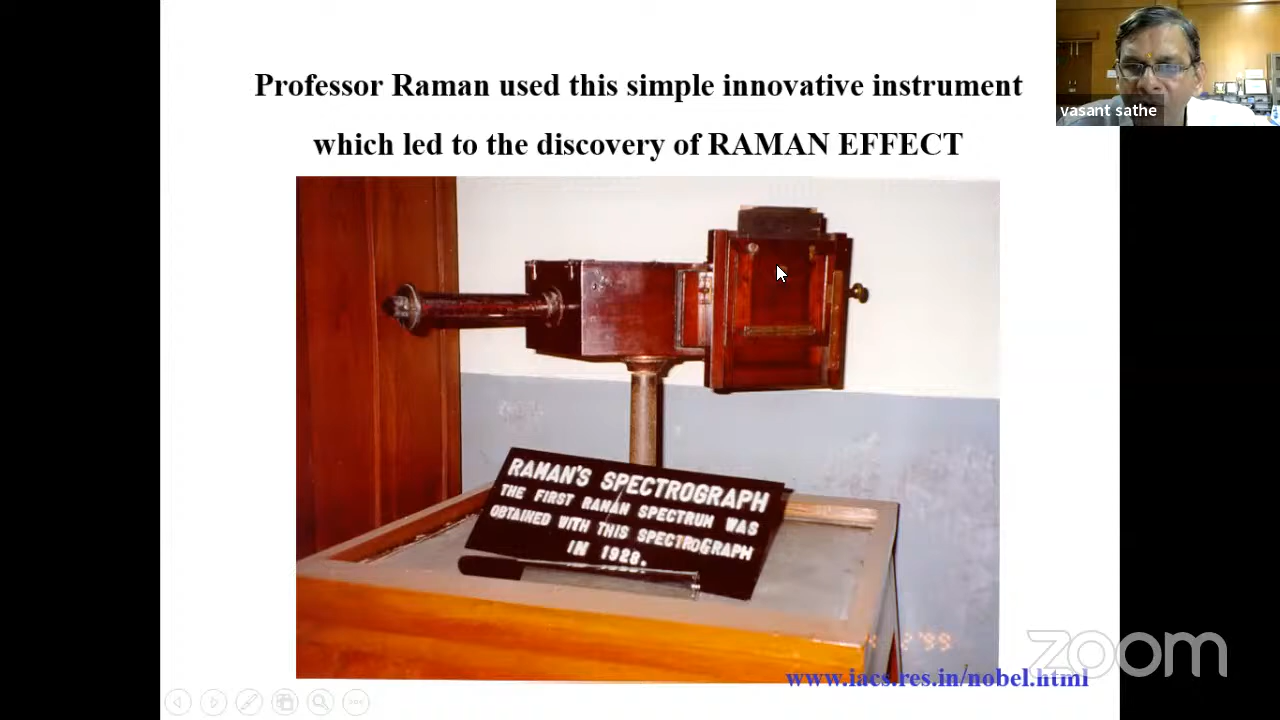 Professor Raman used this simple innovative instrument
which led to the discovery of RAMAN EFFECT
vasant sathe
RAMAN'S SPECTROGRAPH
THE FIRST RAMAN SPECTRUM WAS
OBTAINED WITH THIS SPECTROGRAPH
IN 1928.
www.iacs.res.in/nobel.html
zoom